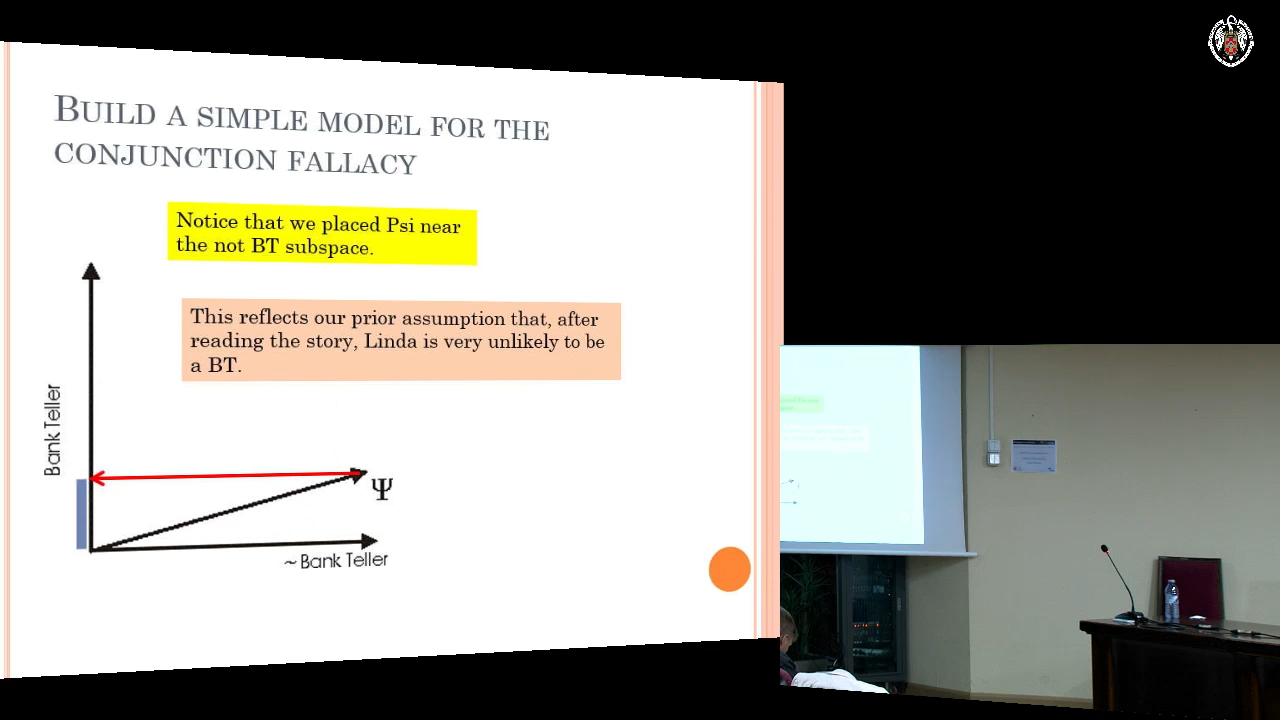 BUILD A SIMPLE MODEL FOR THE
CONJUNCTION FALLACY
Notice that we placed Psi near
the not BT subspace.
This reflects our prior assumption that, after
reading the story, Linda is very unlikely to be
a BT.
Bank Teller
Ψ
~ Bank Teller